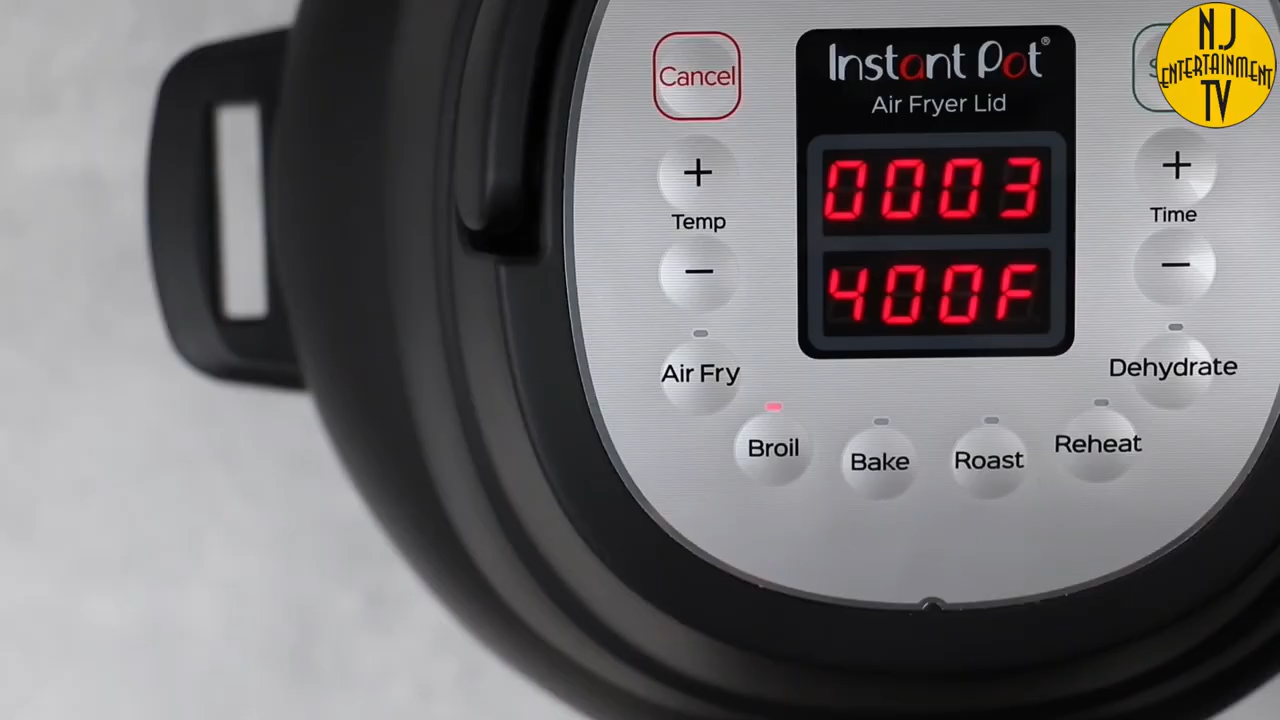 Cancel
Instant Pot®
Air Fryer Lid
S
N.J
ENTERTAINMENT
TV
+
Temp
−
0003
400F
+
Time
−
Air Fry
Broil
Bake
Roast
Reheat
Dehydrate